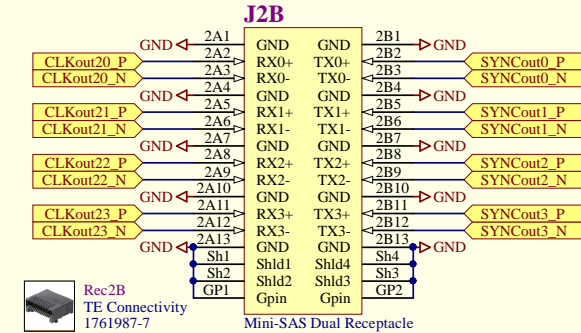 J2B
GND 2A1 GND GND 2B1 GND
CLKout20_P 2A2 RX0+ TX0+ 2B2 SYNCout0_P
CLKout20_N 2A3 RX0- TX0- 2B3 SYNCout0_N
GND 2A4 GND GND 2B4 GND
CLKout21_P 2A5 RX1+ TX1+ 2B5 SYNCout1_P
CLKout21_N 2A6 RX1- TX1- 2B6 SYNCout1_N
GND 2A7 GND GND 2B7 GND
CLKout22_P 2A8 RX2+ TX2+ 2B8 SYNCout2_P
CLKout22_N 2A9 RX2- TX2- 2B9 SYNCout2_N
GND 2A10 GND GND 2B10 GND
CLKout23_P 2A11 RX3+ TX3+ 2B11 SYNCout3_P
CLKout23_N 2A12 RX3- TX3- 2B12 SYNCout3_N
GND 2A13 GND GND 2B13 GND
Sh1 Shld1 Shld4 Sh4
Sh2 Shld2 Shld3 Sh3
GP1 Gpin Gpin GP2
Rec2B
TE Connectivity
1761987-7
Mini-SAS Dual Receptacle